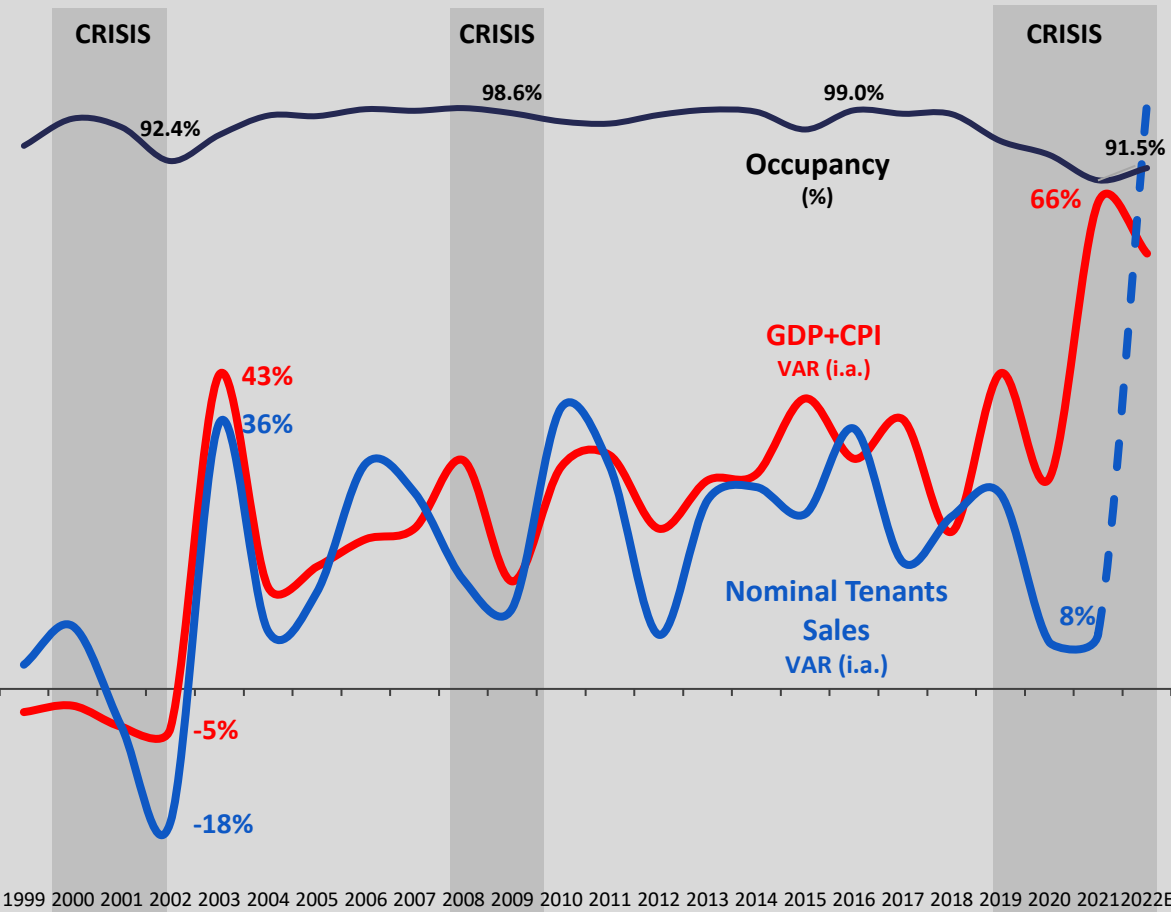 CRISIS
CRISIS
CRISIS
98.6%
99.0%
92.4%
91.5%
Occupancy
(%)
66%
GDP+CPI
VAR (i.a.)
43%
36%
Nominal Tenants
Sales
VAR (i.a.)
8%
-5%
-18%
1999 2000 2001 2002 2003 2004 2005 2006 2007 2008 2009 2010 2011 2012 2013 2014 2015 2016 2017 2018 2019 2020 2021 2022E